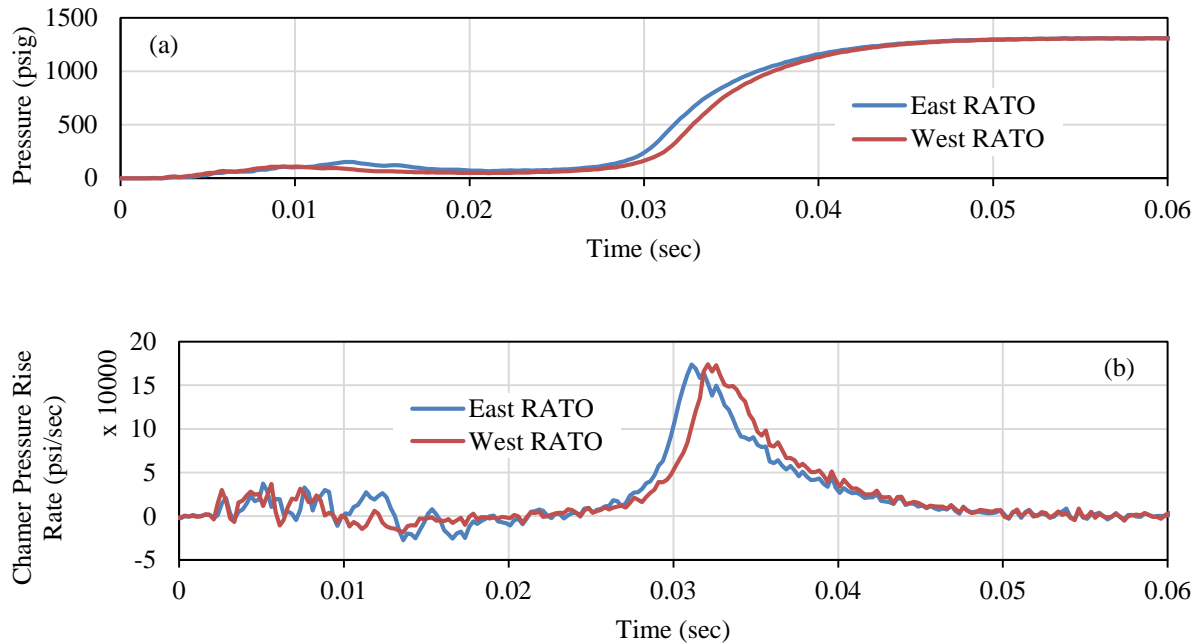 1500
(a)
1000
Pressure (psig)
East RATO
500
West RATO
0
0 0.01 0.02 0.03 0.04 0.05 0.06
Time (sec)
20
(b)
x 10000
15
Chamer Pressure Rise
Rate (psi/sec)
10
East RATO
West RATO
5
0
-5
0 0.01 0.02 0.03 0.04 0.05 0.06
Time (sec)